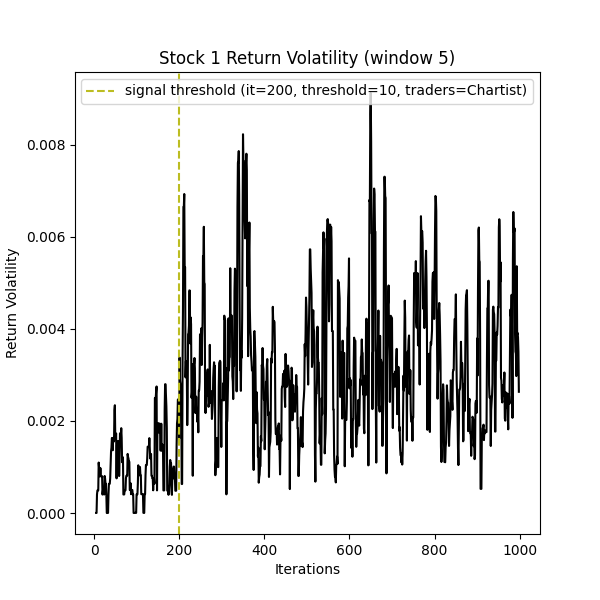 Stock 1 Return Volatility (window 5)
signal threshold (it=200, threshold=10, traders=Chartist)
0.008
0.006
0.004
0.002
0.000
Return Volatility
0 200 400 600 800 1000
Iterations